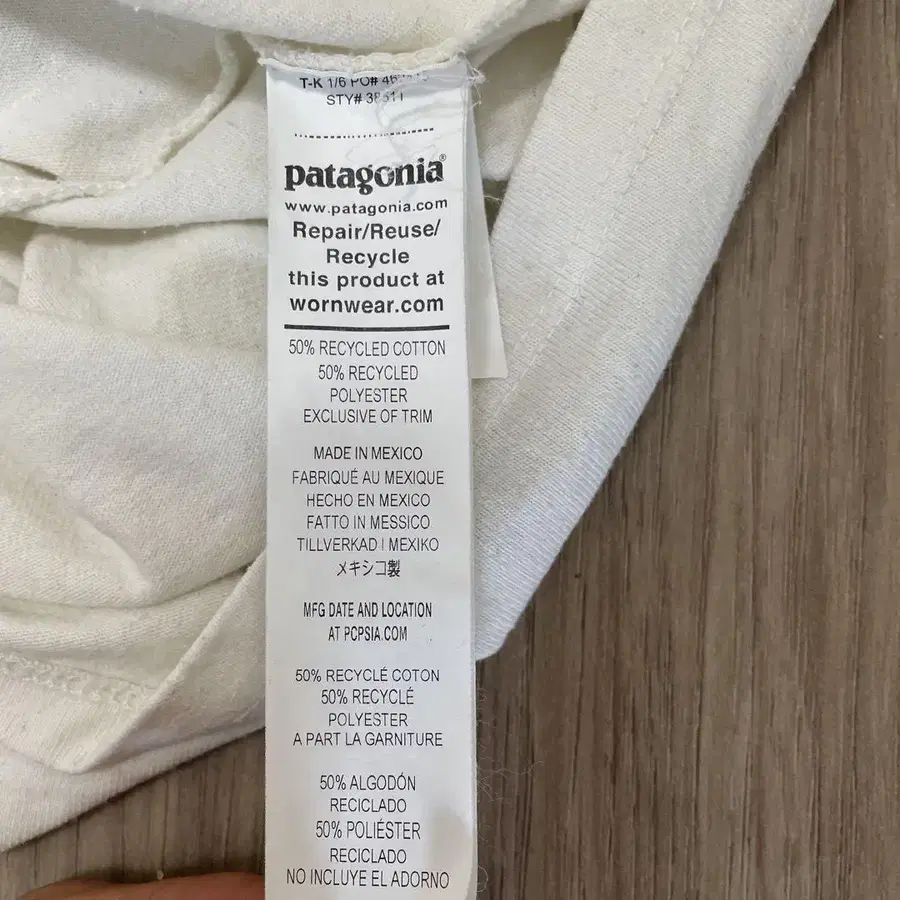 T-K 1/6 PO#
STY#
patagonia®
www.patagonia.com
Repair/Reuse/
Recycle
this product at
wornwear.com
50% RECYCLED COTTON
50% RECYCLED
POLYESTER
EXCLUSIVE OF TRIM
MADE IN MEXICO
FABRIQUÉ AU MEXIQUE
HECHO EN MEXICO
FATTO IN MESSICO
TILLVERKAD I MEXIKO
メキシコ製
MFG DATE AND LOCATION
AT PCPSIA.COM
50% RECYCLÉ COTON
50% RECYCLÉ
POLYESTER
A PART LA GARNITURE
50% ALGODÓN
RECICLADO
50% POLIÉSTER
RECICLADO
NO INCLUYE EL ADORNO